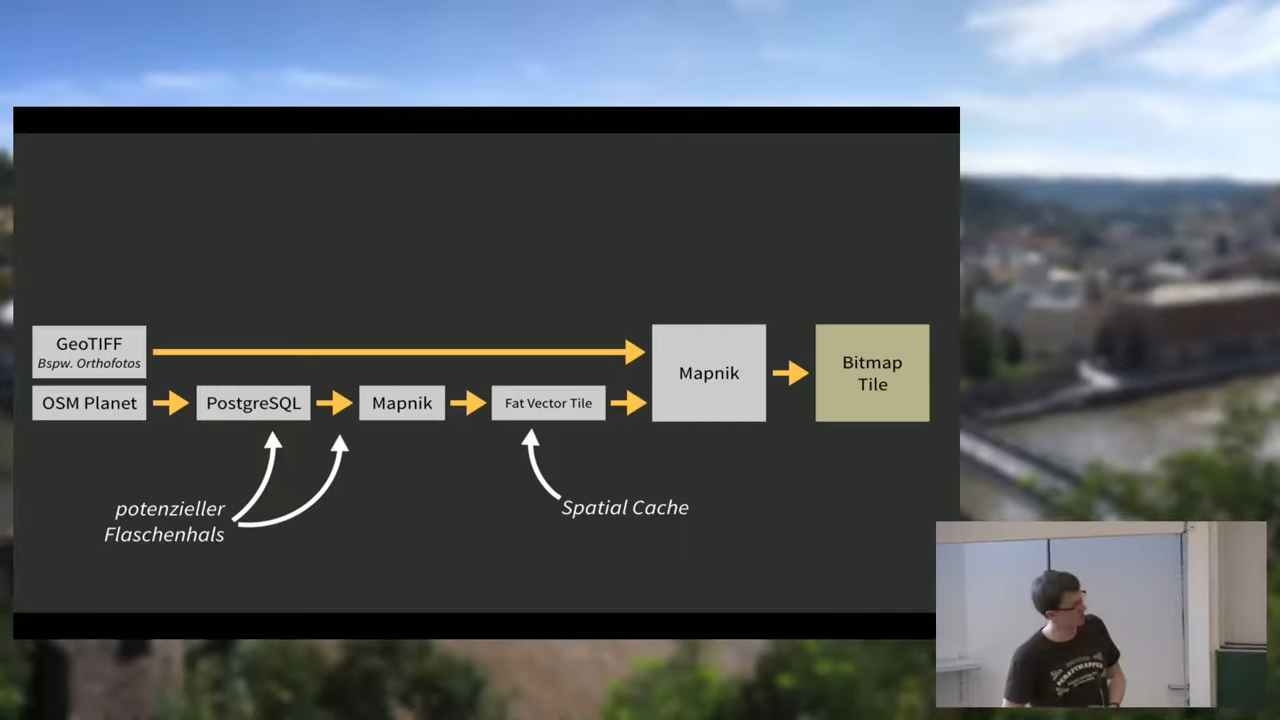 GeoTIFF
Bspw. Orthofotos
OSM Planet
PostgreSQL
Mapnik
Fat Vector Tile
Mapnik
Bitmap
Tile
potenzieller
Flaschenhals
Spatial Cache